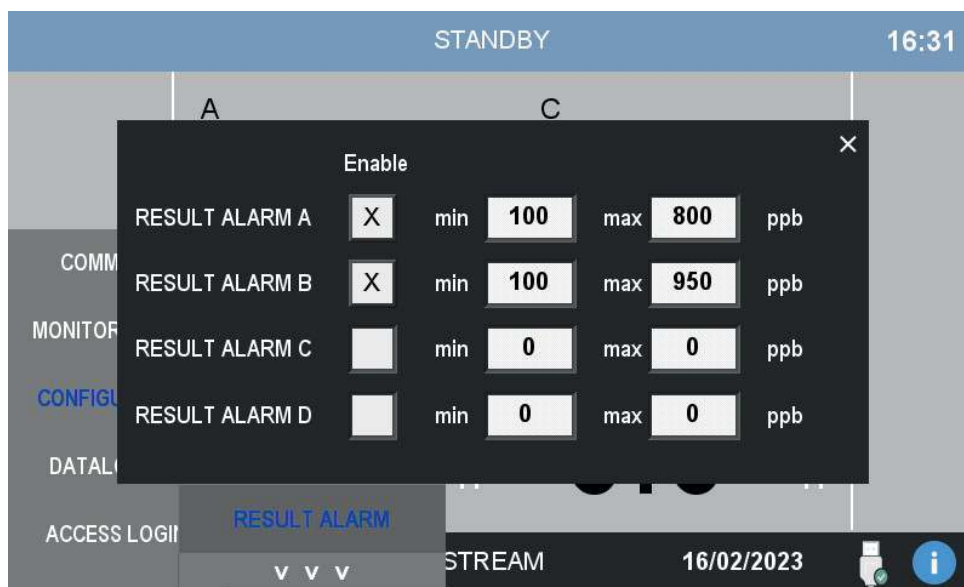 STANDBY 16:31
A C
×
Enable
RESULT ALARM A X min 100 max 800 ppb
RESULT ALARM B X min 100 max 950 ppb
RESULT ALARM C min 0 max 0 ppb
RESULT ALARM D min 0 max 0 ppb
COMM
MONITOR
CONFIGU
DATAL
ACCESS LOGI
RESULT ALARM
v v v
STREAM 16/02/2023
i